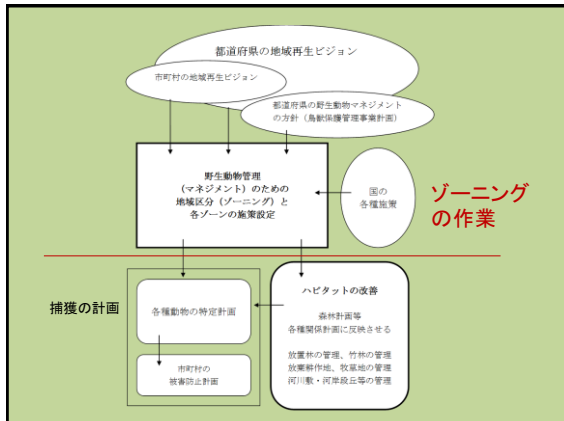 都道府県の地域再生ビジョン
市町村の地域再生ビジョン
都道府県の野生動物マネジメント
の方針（鳥獣保護管理事業計画）
野生動物管理
（マネジメント）のための
地域区分（ゾーニング）と
各ゾーンの施策設定
国の
各種施策
ゾーニング
の作業
捕獲の計画
各種動物の特定計画
市町村の
被害防止計画
ハビタットの改善
森林計画等
各種関係計画に反映させる
放置林の管理、竹林の管理
放棄耕作地、牧草地の管理
河川敷・河岸段丘等の管理